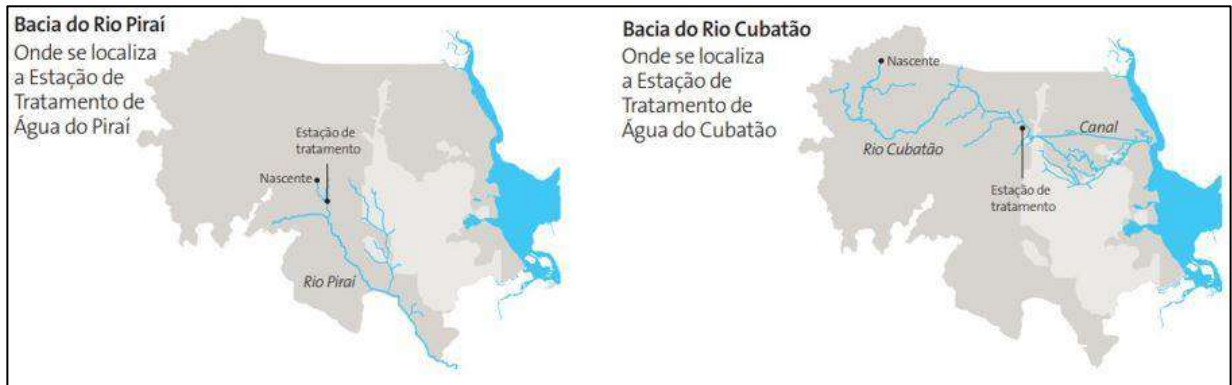 Bacia do Rio Piraí
Onde se localiza
a Estação de
Tratamento de
Água do Piraí
Estação de
tratamento
Nascente
Rio Piraí
Bacia do Rio Cubatão
Onde se localiza
a Estação de
Tratamento de
Água do Cubatão
Nascente
Rio Cubatão
Canal
Estação de
tratamento